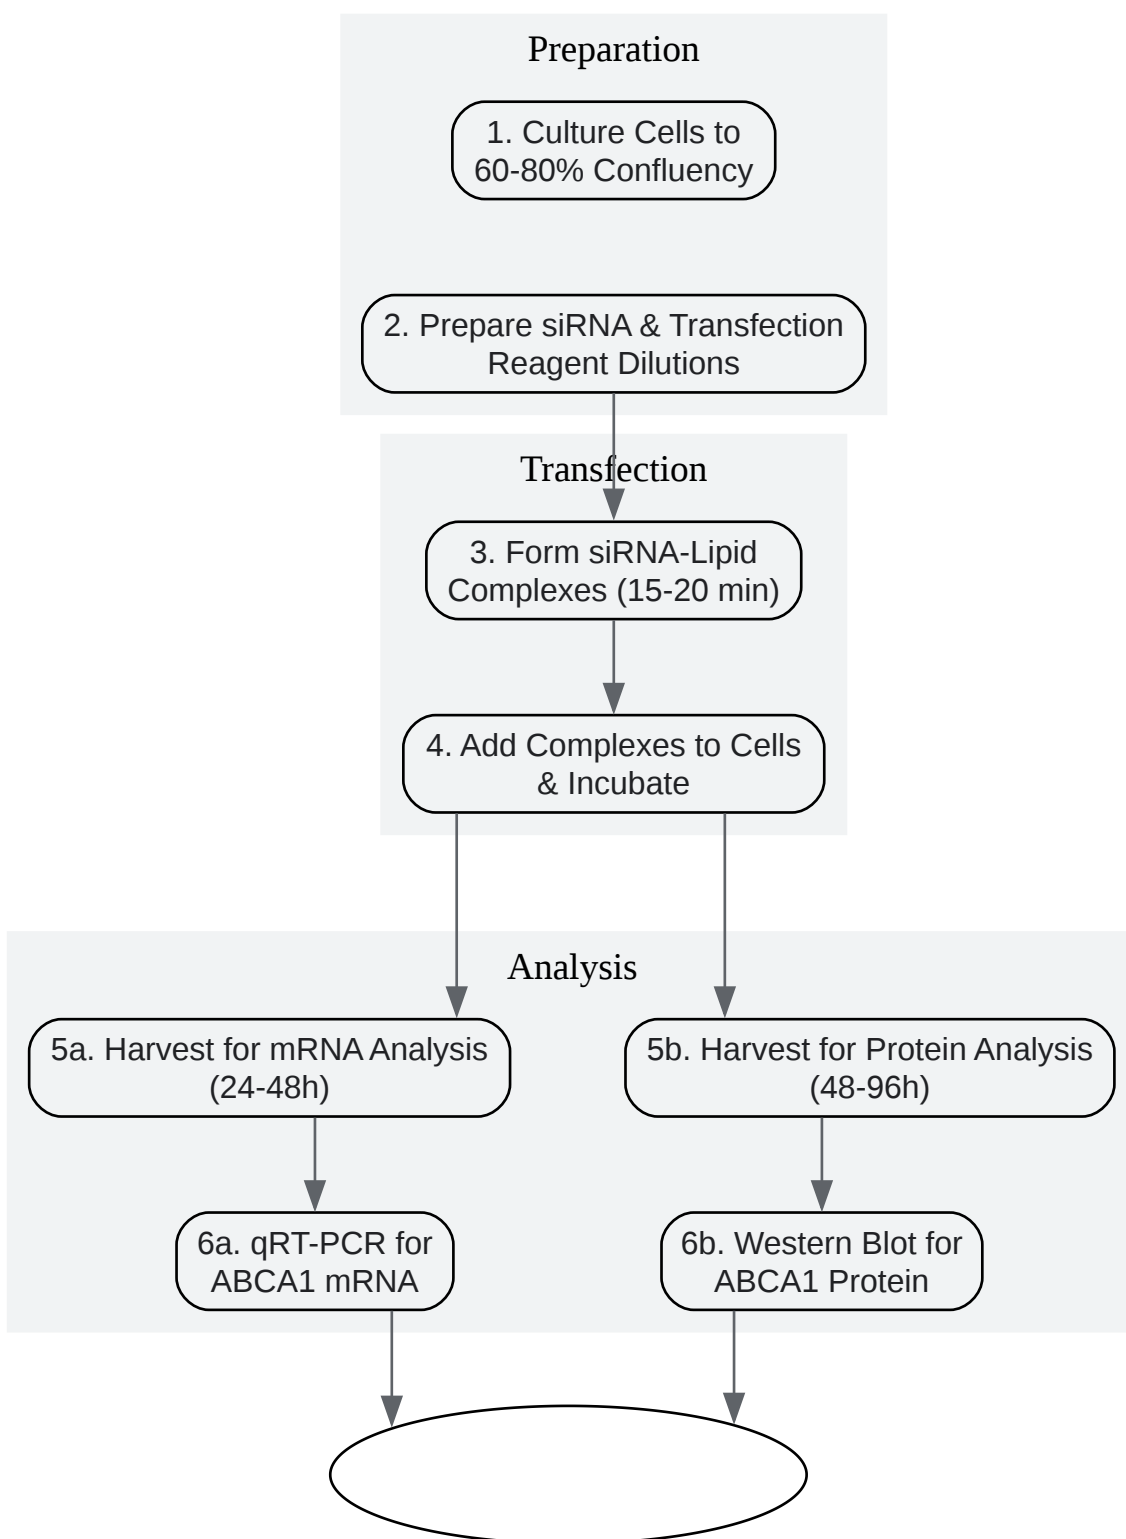 Preparation
1. Culture Cells to
60-80% Confluency
2. Prepare siRNA & Transfection
Reagent Dilutions
Transfection
3. Form siRNA-Lipid
Complexes (15-20 min)
4. Add Complexes to Cells
& Incubate
Analysis
5a. Harvest for mRNA Analysis
(24-48h)
5b. Harvest for Protein Analysis
(48-96h)
6a. qRT-PCR for
ABCA1 mRNA
6b. Western Blot for
ABCA1 Protein